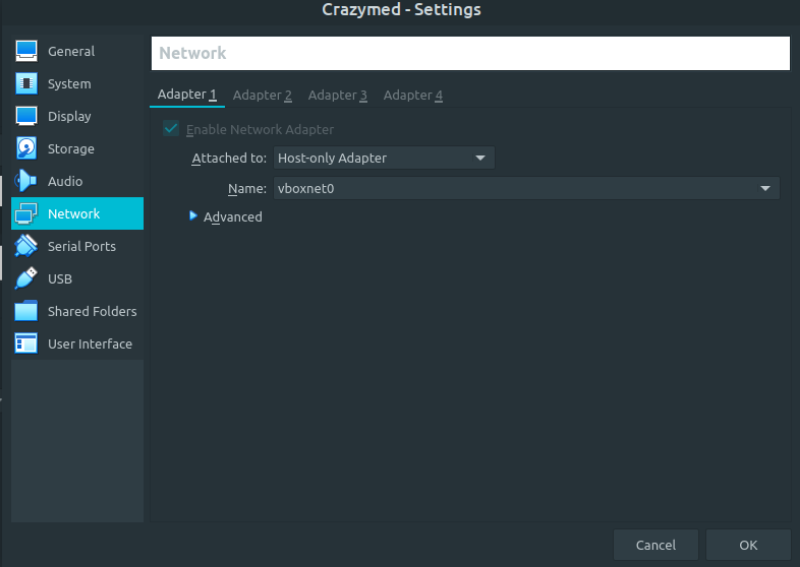 Crazymed - Settings
General
System
Display
Storage
Audio
Network
Serial Ports
USB
Shared Folders
User Interface
Network
Adapter 1 Adapter 2 Adapter 3 Adapter 4
Enable Network Adapter
Attached to: Host-only Adapter
Name: vboxnet0
Advanced
Cancel OK